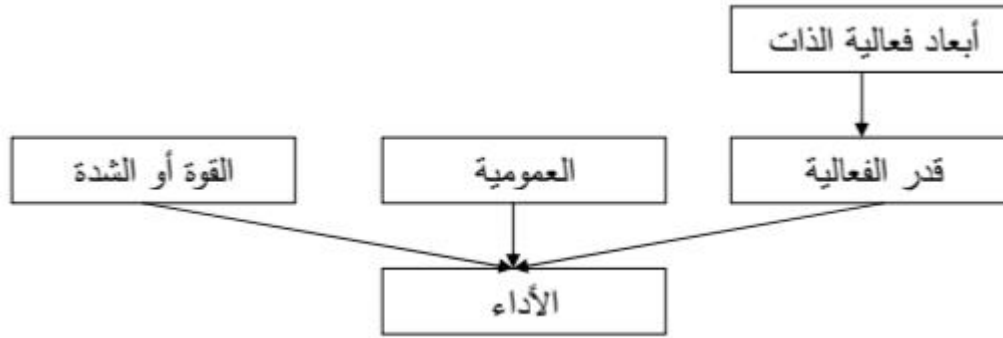 أبعاد فعالية الذات
قدر الفعالية
العمومية
القوة أو الشدة
الأداء